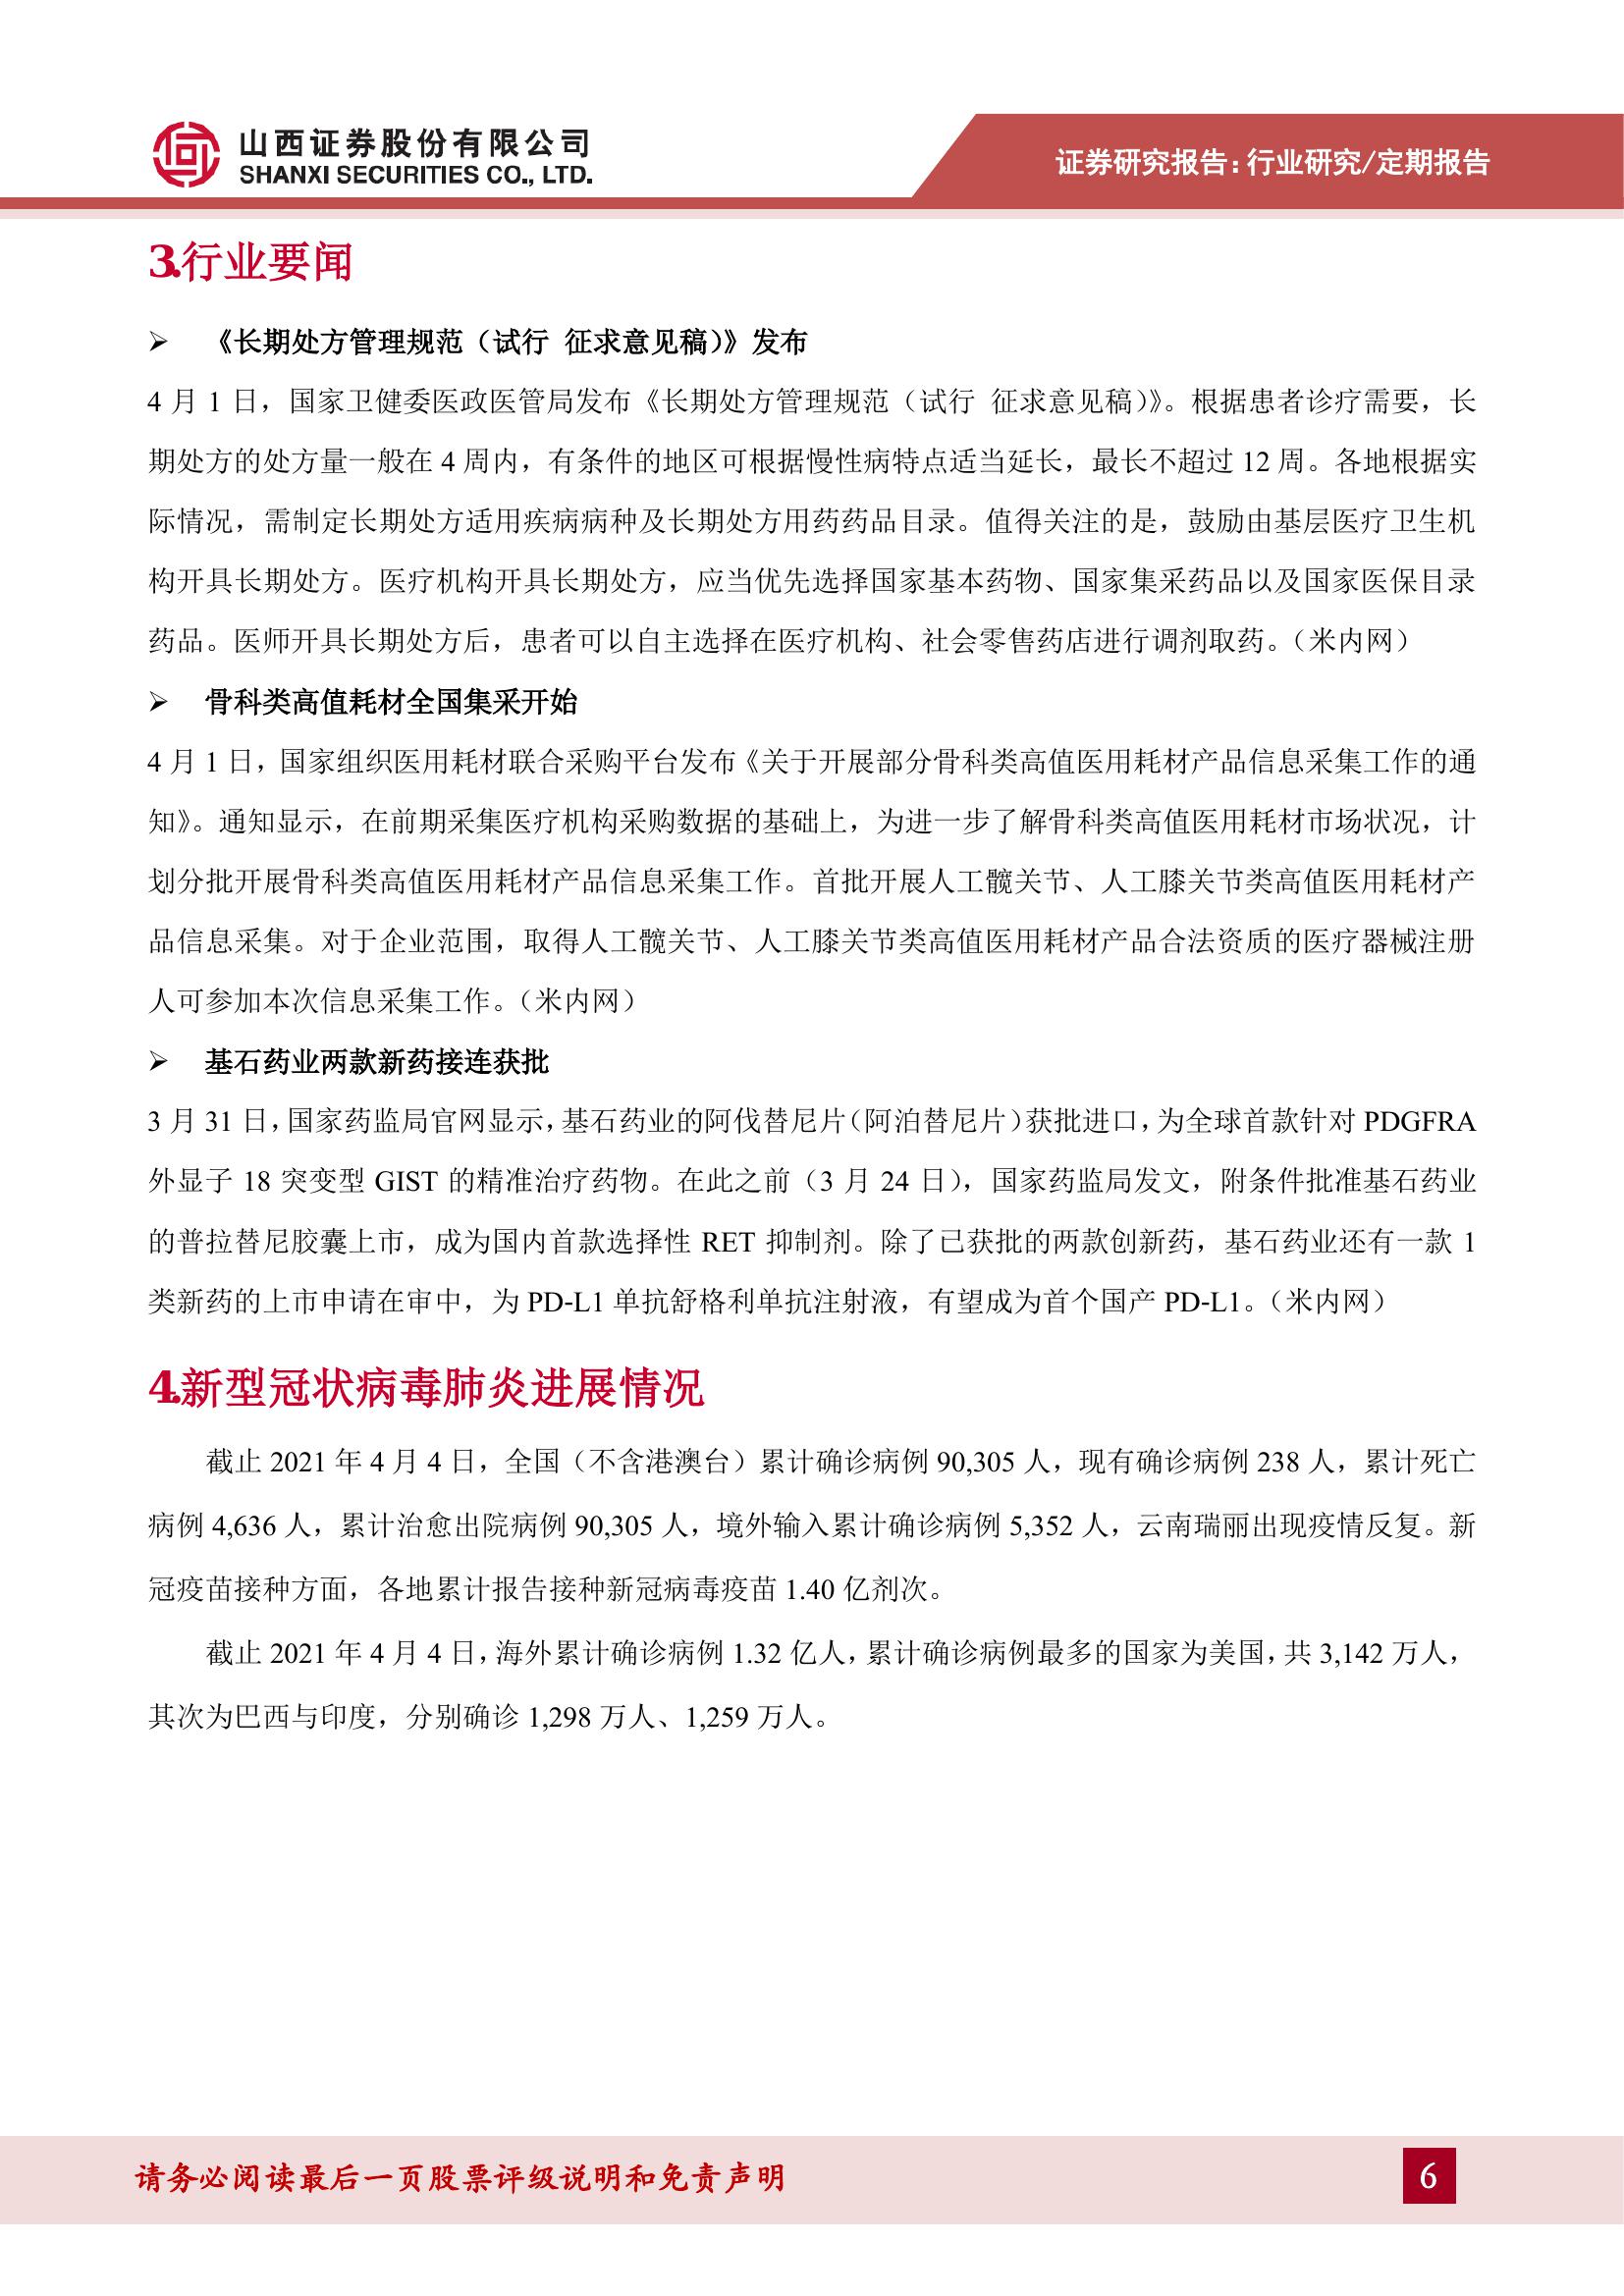 山西证券股份有限公司
SHANXI SECURITIES CO., LTD.
证券研究报告：行业研究/定期报告
3.行业要闻
➢ 《长期处方管理规范（试行 征求意见稿）》发布
4 月 1 日，国家卫健委医政医管局发布《长期处方管理规范（试行 征求意见稿）》。根据患者诊疗需要，长
期处方的处方量一般在 4 周内，有条件的地区可根据慢性病特点适当延长，最长不超过 12 周。各地根据实
际情况，需制定长期处方适用疾病病种及长期处方用药药品目录。值得关注的是，鼓励由基层医疗卫生机
构开具长期处方。医疗机构开具长期处方，应当优先选择国家基本药物、国家集采药品以及国家医保目录
药品。医师开具长期处方后，患者可以自主选择在医疗机构、社会零售药店进行调剂取药。（米内网）
➢ 骨科类高值耗材全国集采开始
4 月 1 日，国家组织医用耗材联合采购平台发布《关于开展部分骨科类高值医用耗材产品信息采集工作的通
知》。通知显示，在前期采集医疗机构采购数据的基础上，为进一步了解骨科类高值医用耗材市场状况，计
划分批开展骨科类高值医用耗材产品信息采集工作。首批开展人工髋关节、人工膝关节类高值医用耗材产
品信息采集。对于企业范围，取得人工髋关节、人工膝关节类高值医用耗材产品合法资质的医疗器械注册
人可参加本次信息采集工作。（米内网）
➢ 基石药业两款新药接连获批
3 月 31 日，国家药监局官网显示，基石药业的阿伐替尼片（阿泊替尼片）获批进口，为全球首款针对 PDGFRA
外显子 18 突变型 GIST 的精准治疗药物。在此之前（3 月 24 日），国家药监局发文，附条件批准基石药业
的普拉替尼胶囊上市，成为国内首款选择性 RET 抑制剂。除了已获批的两款创新药，基石药业还有一款 1
类新药的上市申请在审中，为 PD-L1 单抗舒格利单抗注射液，有望成为首个国产 PD-L1。（米内网）
4.新型冠状病毒肺炎进展情况
截止 2021 年 4 月 4 日，全国（不含港澳台）累计确诊病例 90,305 人，现有确诊病例 238 人，累计死亡
病例 4,636 人，累计治愈出院病例 90,305 人，境外输入累计确诊病例 5,352 人，云南瑞丽出现疫情反复。新
冠疫苗接种方面，各地累计报告接种新冠病毒疫苗 1.40 亿剂次。
截止 2021 年 4 月 4 日，海外累计确诊病例 1.32 亿人，累计确诊病例最多的国家为美国，共 3,142 万人，
其次为巴西与印度，分别确诊 1,298 万人、1,259 万人。
请务必阅读最后一页股票评级说明和免责声明
6